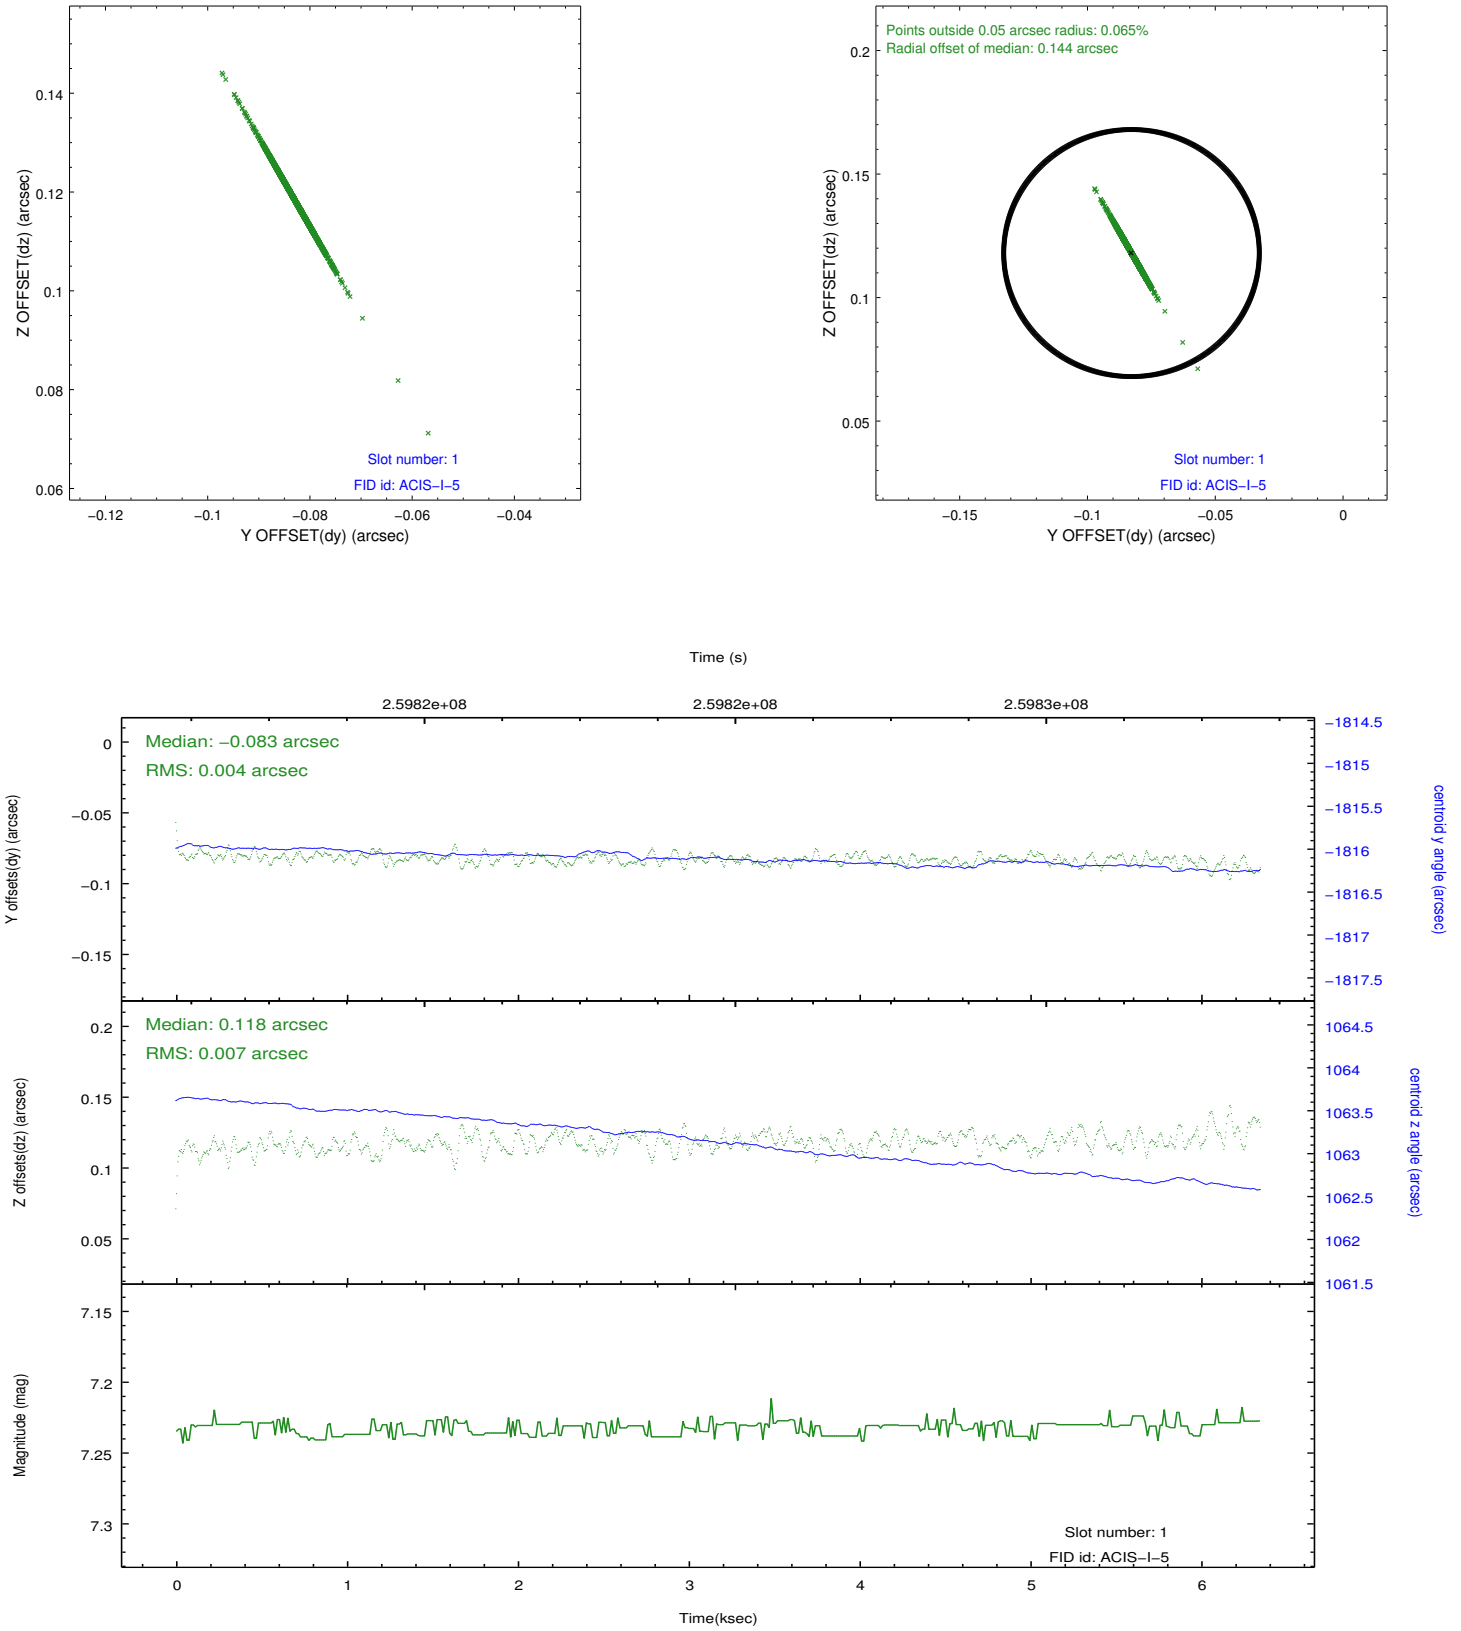 0.14
0.12
0.1
0.08
0.06
Z OFFSET(dz) (arcsec)
Slot number: 1
FID id: ACIS−I−5
−0.12 −0.1 −0.08 −0.06 −0.04
Y OFFSET(dy) (arcsec)
Points outside 0.05 arcsec radius: 0.065%
Radial offset of median: 0.144 arcsec
0.2
0.15
0.1
0.05
Z OFFSET(dz) (arcsec)
Slot number: 1
FID id: ACIS−I−5
−0.15 −0.1 −0.05 0
Y OFFSET(dy) (arcsec)
Time (s)
2.5982e+08 2.5982e+08 2.5983e+08
Median: −0.083 arcsec
RMS: 0.004 arcsec
0
−0.05
−0.1
−0.15
Y offsets(dy) (arcsec)
−1814.5
−1815
−1815.5
−1816
−1816.5
−1817
−1817.5
centroid y angle (arcsec)
Median: 0.118 arcsec
RMS: 0.007 arcsec
0.2
0.15
0.1
0.05
Z offsets(dz) (arcsec)
1064.5
1064
1063.5
1063
1062.5
1062
1061.5
centroid z angle (arcsec)
7.15
7.2
7.25
7.3
Magnitude (mag)
Slot number: 1
FID id: ACIS−I−5
0 1 2 3 4 5 6
Time(ksec)